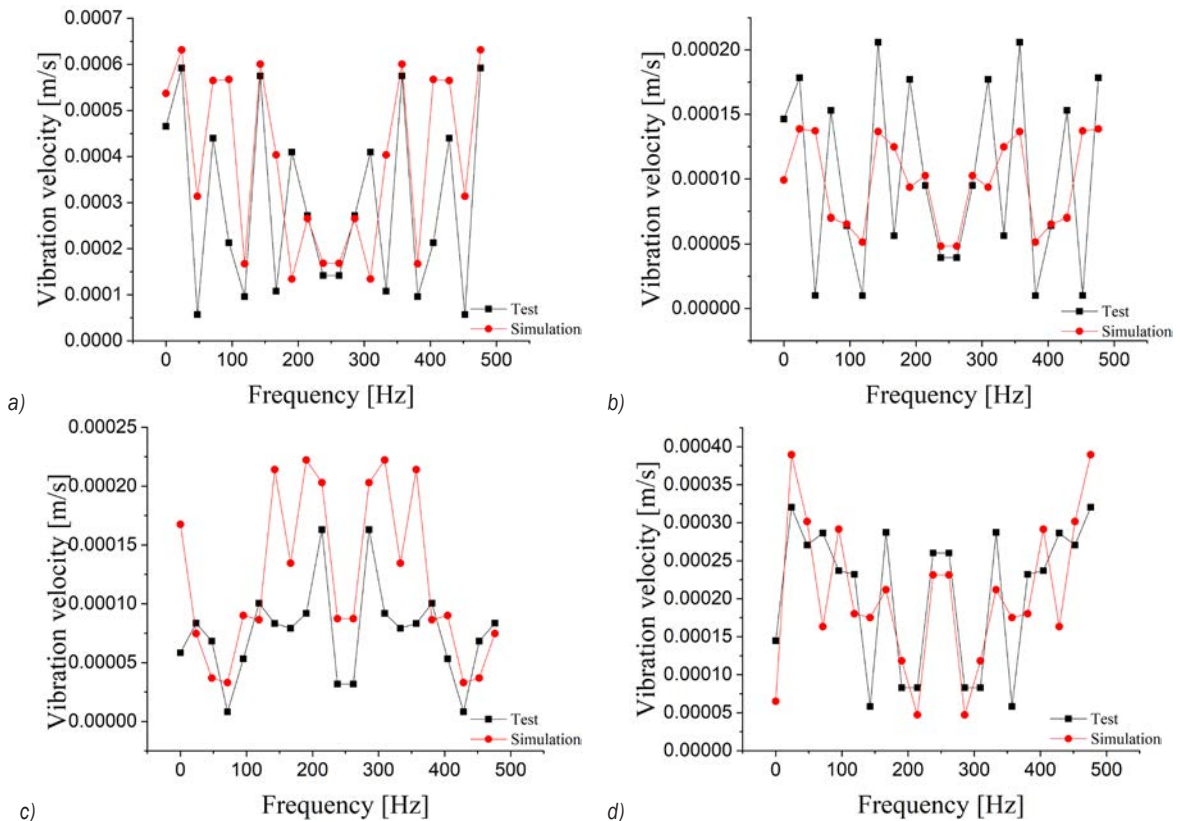 0.0007
0.0006
0.0005
0.0004
0.0003
0.0002
0.0001
0.0000
Vibration velocity [m/s]
Test
Simulation
0 100 200 300 400 500
Frequency [Hz]
a)
0.00020
0.00015
0.00010
0.00005
0.00000
Vibration velocity [m/s]
Test
Simulation
0 100 200 300 400 500
Frequency [Hz]
b)
0.00025
0.00020
0.00015
0.00010
0.00005
0.00000
Vibration velocity [m/s]
Test
Simulation
0 100 200 300 400 500
Frequency [Hz]
c)
0.00040
0.00035
0.00030
0.00025
0.00020
0.00015
0.00010
0.00005
0.00000
Vibration velocity [m/s]
Test
Simulation
0 100 200 300 400 500
Frequency [Hz]
d)